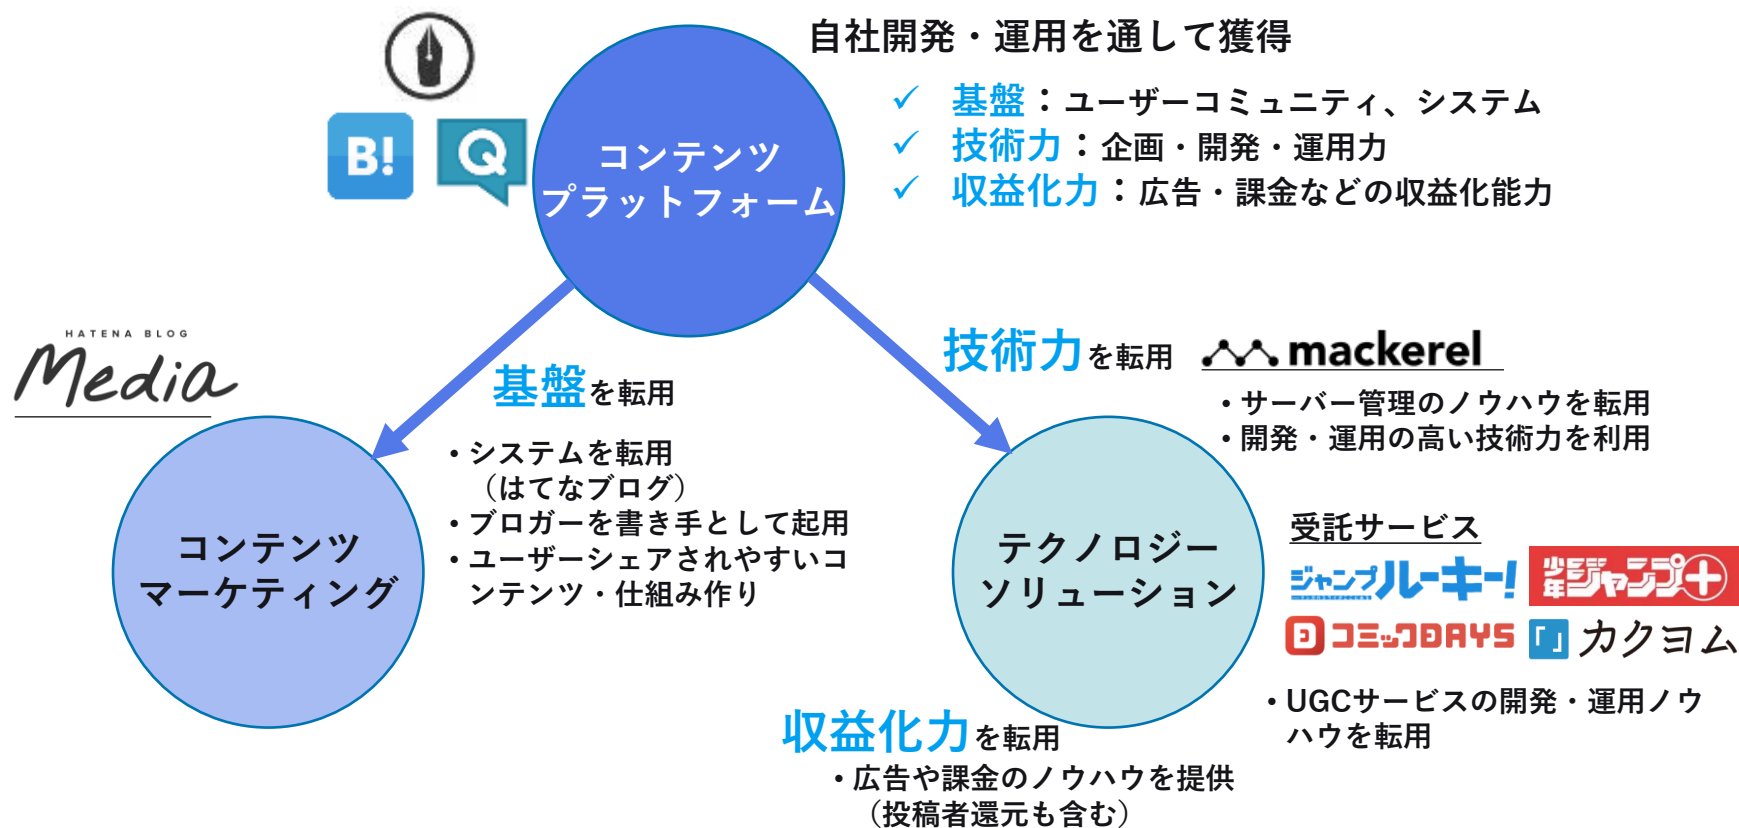 自社開発・運用を通して獲得
✓ 基盤：ユーザーコミュニティ、システム
✓ 技術力：企画・開発・運用力
✓ 収益化力：広告・課金などの収益化能力
B!
Q
コンテンツ
プラットフォーム
HATENA BLOG
Media
基盤を転用
・システムを転用
（はてなブログ）
・ブロガーを書き手として起用
・ユーザーシェアされやすいコ
ンテンツ・仕組み作り
コンテンツ
マーケティング
技術力を転用
mackerel
・サーバー管理のノウハウを転用
・開発・運用の高い技術力を利用
テクノロジー
ソリューション
受託サービス
ジャンプルーキー!
少年ジャンプ+
コミックDAYS
「」カクヨム
・UGCサービスの開発・運用ノウ
ハウを転用
収益化力を転用
・広告や課金のノウハウを提供
（投稿者還元も含む）